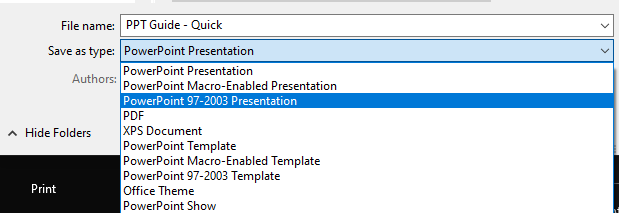 File name: PPT Guide - Quick
Save as type: PowerPoint Presentation
Authors:
PowerPoint Presentation
PowerPoint Macro-Enabled Presentation
PowerPoint 97-2003 Presentation
PDF
XPS Document
PowerPoint Template
PowerPoint Macro-Enabled Template
PowerPoint 97-2003 Template
Office Theme
PowerPoint Show
Hide Folders
Print